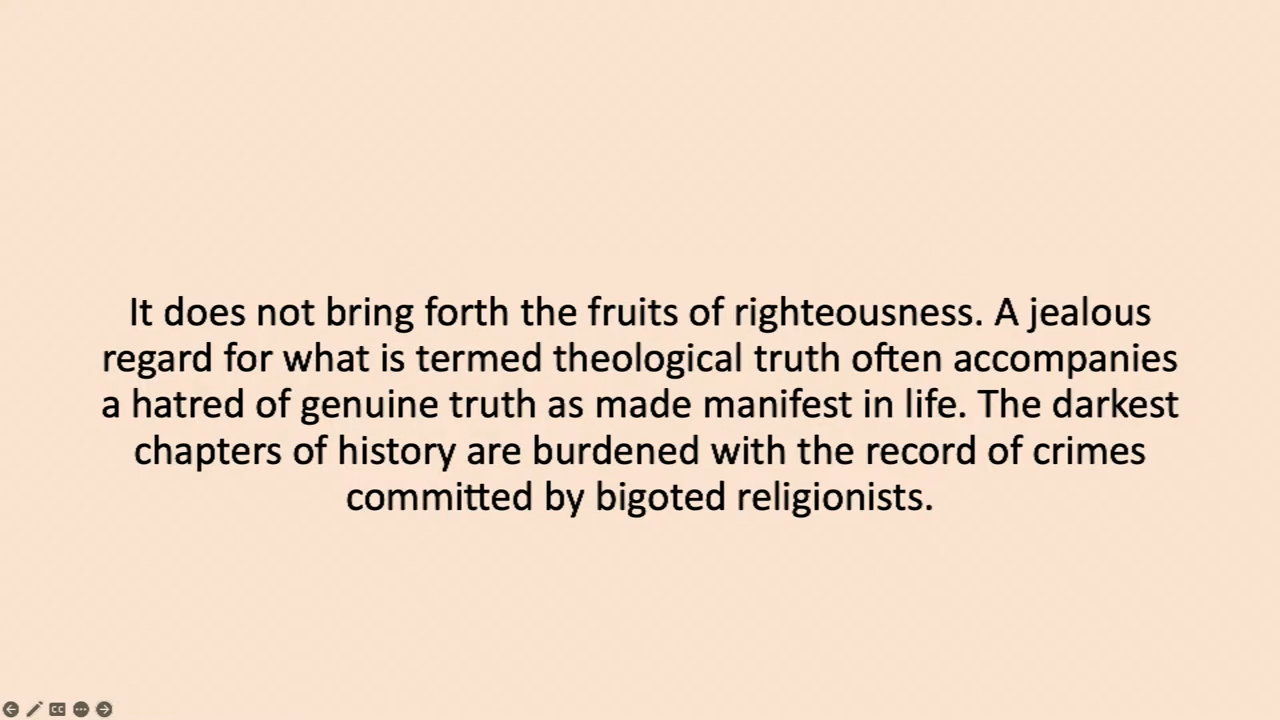 It does not bring forth the fruits of righteousness. A jealous
regard for what is termed theological truth often accompanies
a hatred of genuine truth as made manifest in life. The darkest
chapters of history are burdened with the record of crimes
committed by bigoted religionists.
CC